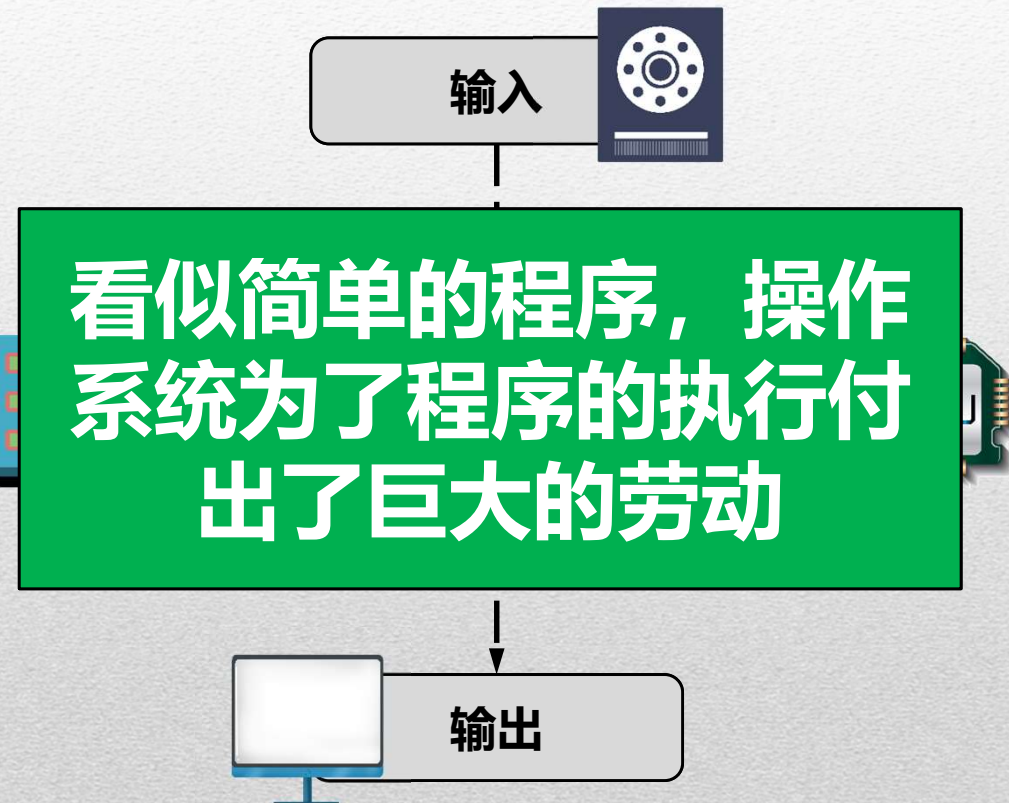 输入
看似简单的程序，操作
系统为了程序的执行付
出了巨大的劳动
输出